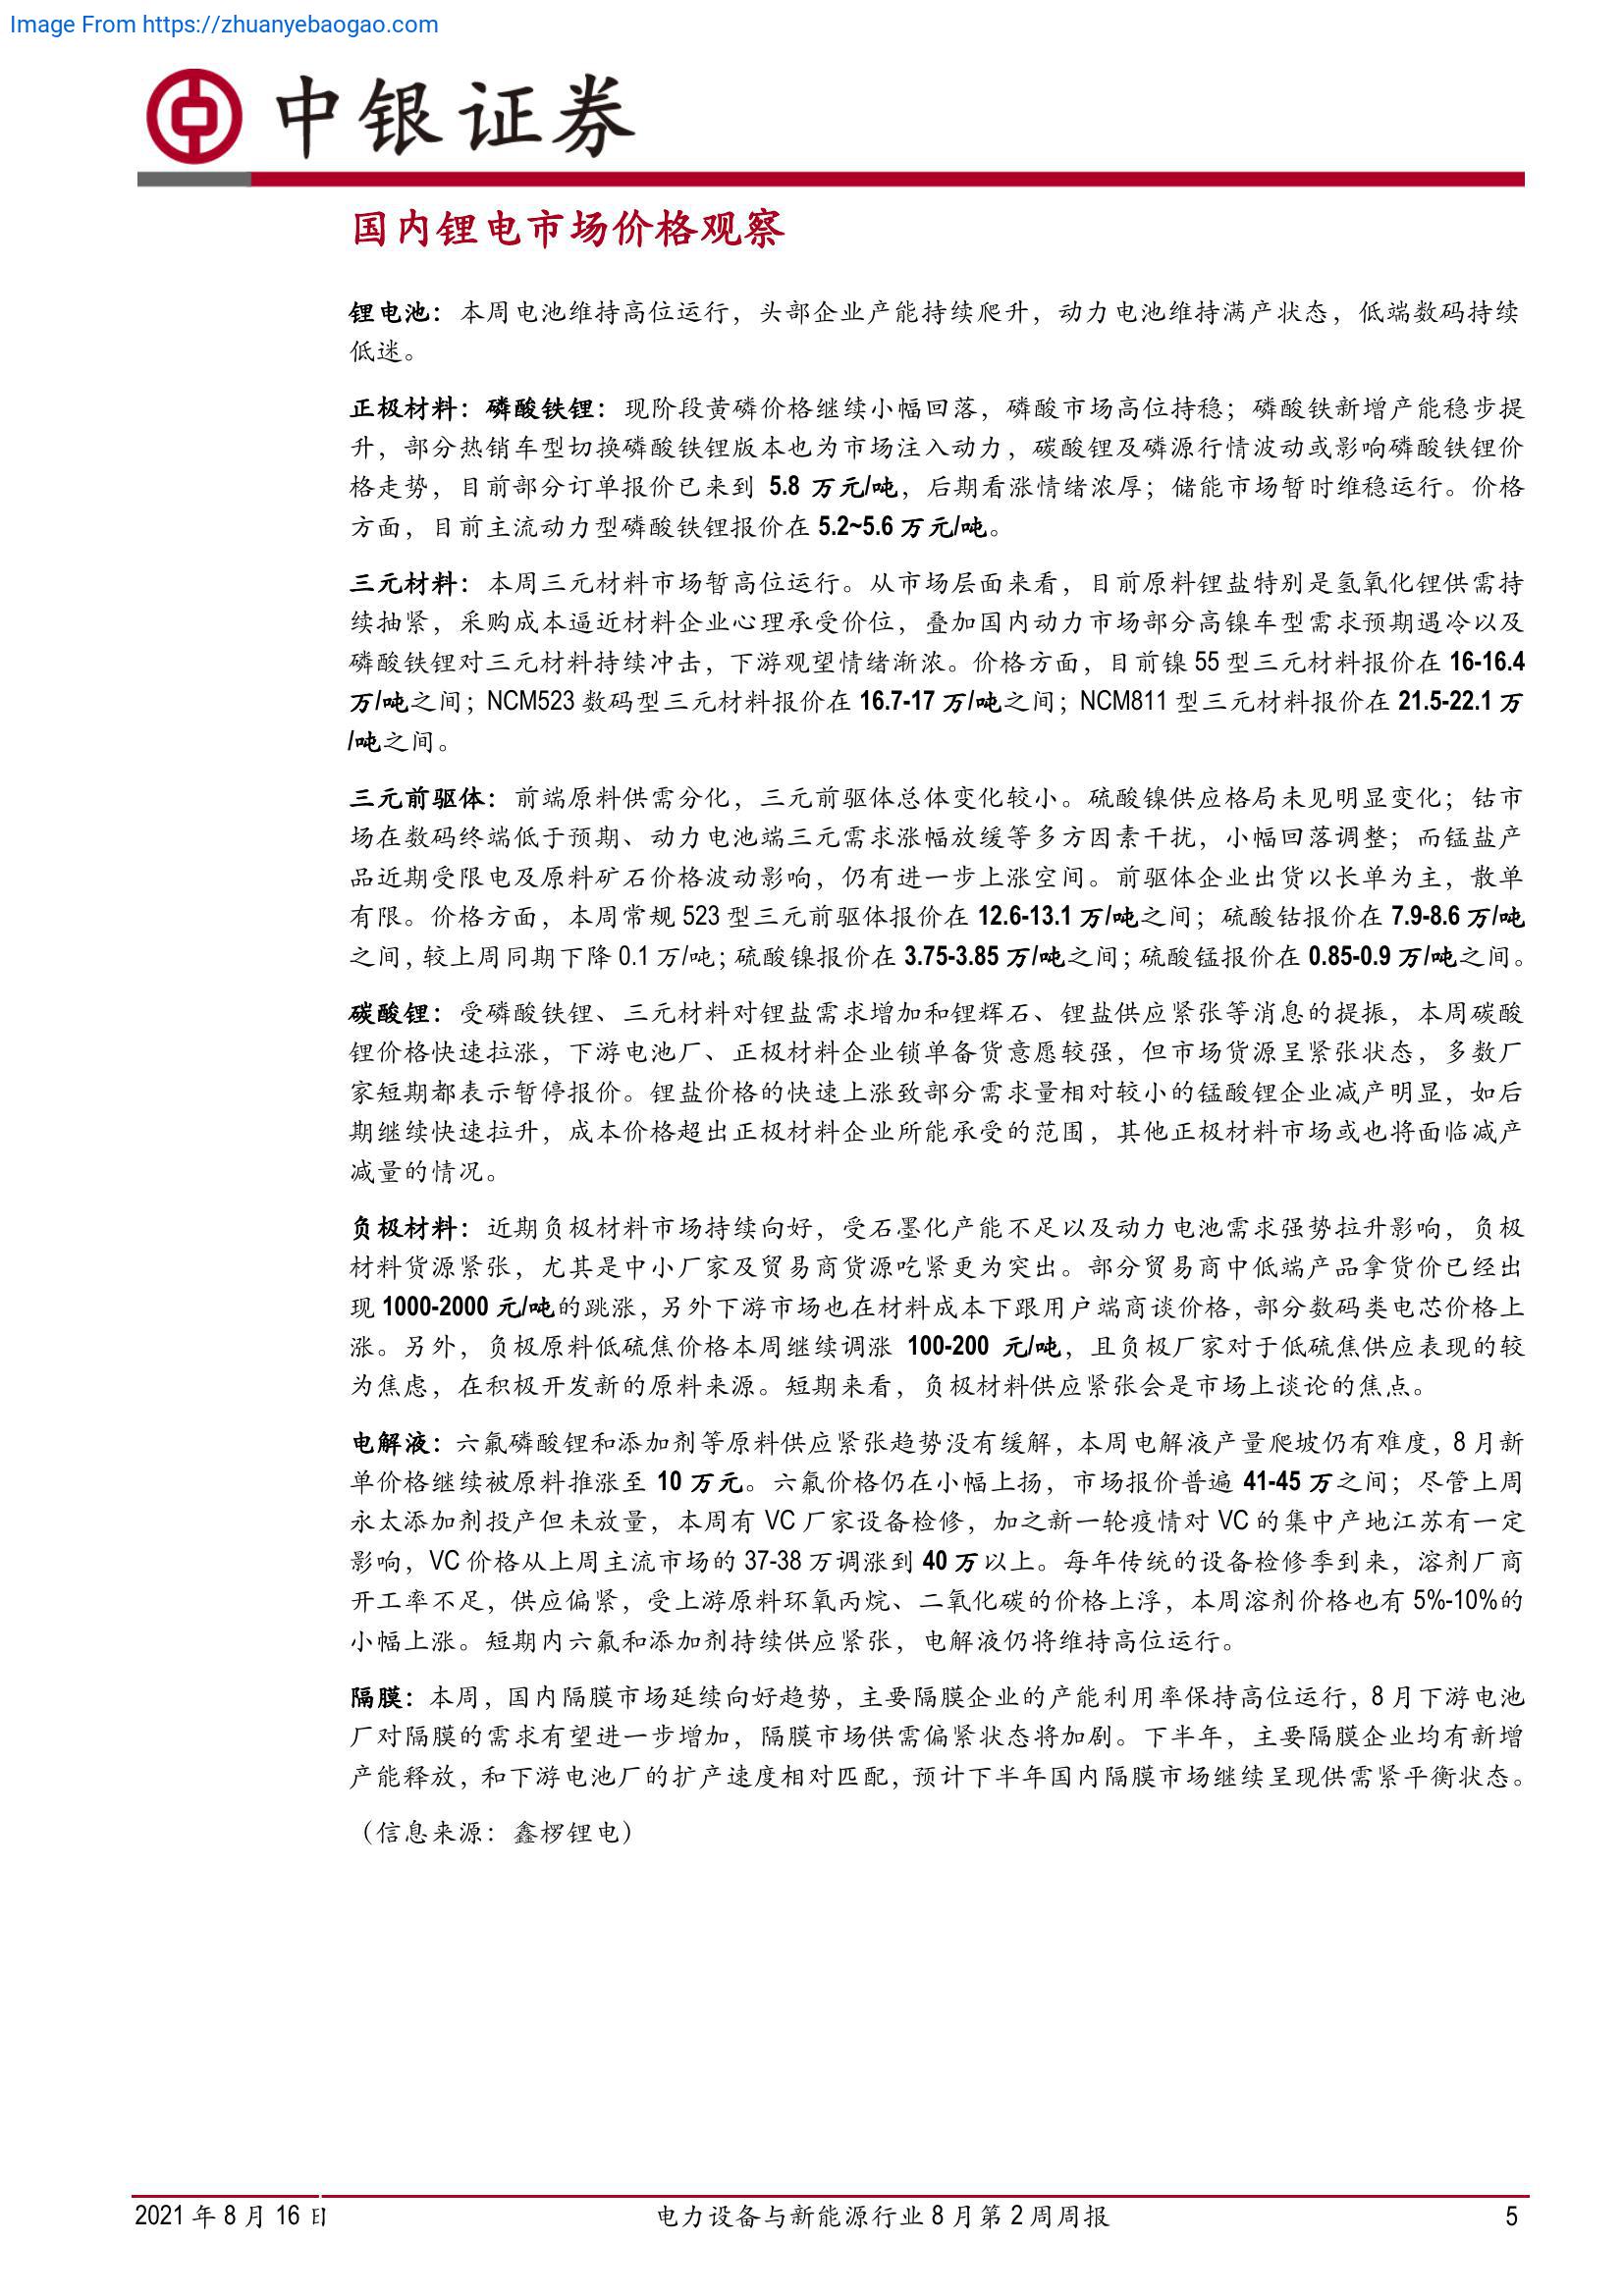 Image From https://zhuanyebaogao.com
中银证券
国内锂电市场价格观察
锂电池：本周电池维持高位运行，头部企业产能持续爬升，动力电池维持满产状态，低端数码持续
低迷。
正极材料：磷酸铁锂：现阶段黄磷价格继续小幅回落，磷酸市场高位持稳；磷酸铁新增产能稳步提
升，部分热销车型切换磷酸铁锂版本也为市场注入动力，碳酸锂及磷源行情波动或影响磷酸铁锂价
格走势，目前部分订单报价已来到 5.8 万元/吨，后期看涨情绪浓厚；储能市场暂时维稳运行。价格
方面，目前主流动力型磷酸铁锂报价在 5.2~5.6 万元/吨。
三元材料：本周三元材料市场暂高位运行。从市场层面来看，目前原料锂盐特别是氢氧化锂供需持
续抽紧，采购成本逼近材料企业心理承受价位，叠加国内动力市场部分高镍车型需求预期遇冷以及
磷酸铁锂对三元材料持续冲击，下游观望情绪渐浓。价格方面，目前镍 55 型三元材料报价在 16-16.4
万/吨之间；NCM523 数码型三元材料报价在 16.7-17 万/吨之间；NCM811 型三元材料报价在 21.5-22.1 万
/吨之间。
三元前驱体：前端原料供需分化，三元前驱体总体变化较小。硫酸镍供应格局未见明显变化；钴市
场在数码终端低于预期、动力电池端三元需求涨幅放缓等多方因素干扰，小幅回落调整；而锰盐产
品近期受限电及原料矿石价格波动影响，仍有进一步上涨空间。前驱体企业出货以长单为主，散单
有限。价格方面，本周常规 523 型三元前驱体报价在 12.6-13.1 万/吨之间；硫酸钴报价在 7.9-8.6 万/吨
之间，较上周同期下降 0.1 万/吨；硫酸镍报价在 3.75-3.85 万/吨之间；硫酸锰报价在 0.85-0.9 万/吨之间。
碳酸锂：受磷酸铁锂、三元材料对锂盐需求增加和锂辉石、锂盐供应紧张等消息的提振，本周碳酸
锂价格快速拉涨，下游电池厂、正极材料企业锁单备货意愿较强，但市场货源呈紧张状态，多数厂
家短期都表示暂停报价。锂盐价格的快速上涨致部分需求量相对较小的锰酸锂企业减产明显，如后
期继续快速拉升，成本价格超出正极材料企业所能承受的范围，其他正极材料市场或也将面临减产
减量的情况。
负极材料：近期负极材料市场持续向好，受石墨化产能不足以及动力电池需求强势拉升影响，负极
材料货源紧张，尤其是中小厂家及贸易商货源吃紧更为突出。部分贸易商中低端产品拿货价已经出
现 1000-2000 元/吨的跳涨，另外下游市场也在材料成本下跟用户端商谈价格，部分数码类电芯价格上
涨。另外，负极原料低硫焦价格本周继续调涨 100-200 元/吨，且负极厂家对于低硫焦供应表现的较
为焦虑，在积极开发新的原料来源。短期来看，负极材料供应紧张会是市场上谈论的焦点。
电解液：六氟磷酸锂和添加剂等原料供应紧张趋势没有缓解，本周电解液产量爬坡仍有难度，8 月新
单价格继续被原料推涨至 10 万元。六氟价格仍在小幅上扬，市场报价普遍 41-45 万之间；尽管上周
永太添加剂投产但未放量，本周有 VC 厂家设备检修，加之新一轮疫情对 VC 的集中产地江苏有一定
影响，VC 价格从上周主流市场的 37-38 万调涨到 40 万以上。每年传统的设备检修季到来，溶剂厂商
开工率不足，供应偏紧，受上游原料环氧丙烷、二氧化碳的价格上浮，本周溶剂价格也有 5%-10%的
小幅上涨。短期内六氟和添加剂持续供应紧张，电解液仍将维持高位运行。
隔膜：本周，国内隔膜市场延续向好趋势，主要隔膜企业的产能利用率保持高位运行，8 月下游电池
厂对隔膜的需求有望进一步增加，隔膜市场供需偏紧状态将加剧。下半年，主要隔膜企业均有新增
产能释放，和下游电池厂的扩产速度相对匹配，预计下半年国内隔膜市场继续呈现供需紧平衡状态。
（信息来源：鑫椤锂电）
2021 年 8 月 16 日 电力设备与新能源行业 8 月第 2 周周报 5